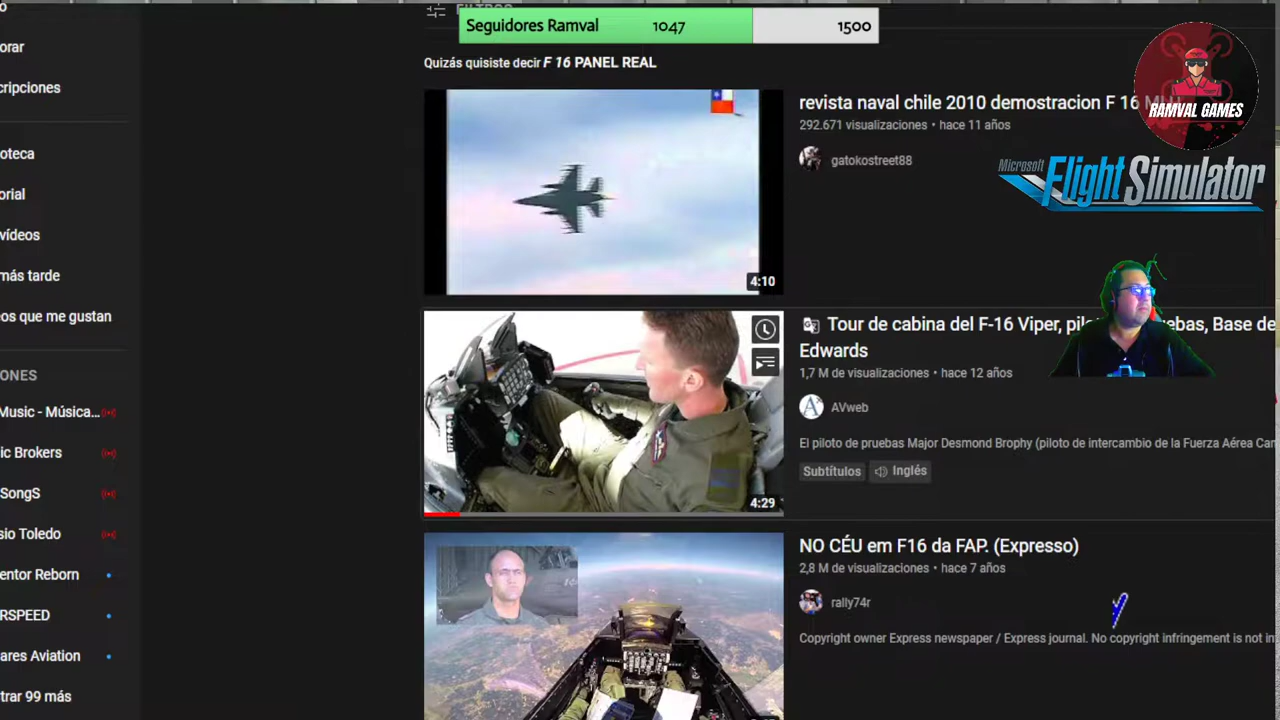 FILTROS
Seguidores Ramval 1047 1500
Quizás quisiste decir F 16 PANEL REAL
orar
cripciones
oteca
orial
vídeos
más tarde
os que me gustan
ONES
Music - Música...
ic Brokers
SongS
sio Toledo
entor Reborn
RSPEED
ares Aviation
trar 99 más
revista naval chile 2010 demostracion F 16 MLU
292.671 visualizaciones • hace 11 años
gatokostreet88
4:10
RAMVAL GAMES
Microsoft
Flight Simulator
Tour de cabina del F-16 Viper, pilo uebas, Base de
Edwards
1,7 M de visualizaciones • hace 12 años
AVweb
El piloto de pruebas Major Desmond Brophy (piloto de intercambio de la Fuerza Aérea Can
Subtítulos Inglés
4:29
NO CÉU em F16 da FAP. (Expresso)
2,8 M de visualizaciones • hace 7 años
rally74r
Copyright owner Express newspaper / Express journal. No copyright infringement is not in